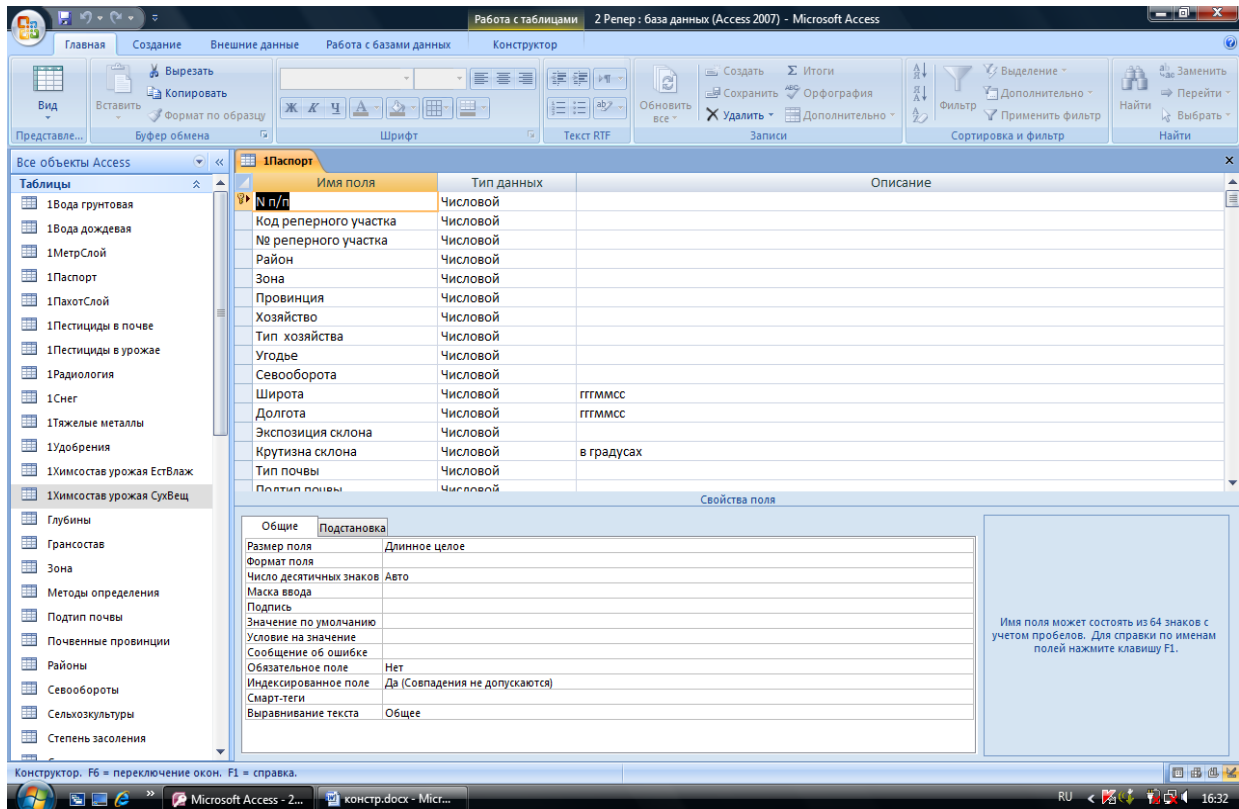 Работа с таблицами 2 Репер : база данных (Access 2007) - Microsoft Access
Главная Создание Внешние данные Работа с базами данных Конструктор
Вид
Представле...
Вставить
Вырезать
Копировать
Формат по образцу
Буфер обмена
Ж К Ч A
Шрифт
Текст RTF
Обновить все
Создать
Сохранить
Удалить
Итоги
Орфография
Дополнительно
Записи
Фильтр
Выделение
Дополнительно
Применить фильтр
Сортировка и фильтр
Найти
Заменить
Перейти
Выбрать
Найти
Все объекты Access
Таблицы
1Вода грунтовая
1Вода дождевая
1МетрСлой
1Паспорт
1ПахотСлой
1Пестициды в почве
1Пестициды в урожае
1Радиология
1Снег
1Тяжелые металлы
1Удобрения
1Химсостав урожая ЕстВлаж
1Химсостав урожая СухВещ
Глубины
Грансостав
Зона
Методы определения
Подтип почвы
Почвенные провинции
Районы
Севообороты
Сельхозкультуры
Степень засоления
1Паспорт
Имя поля Тип данных Описание
N п/п Числовой
Код реперного участка Числовой
№ реперного участка Числовой
Район Числовой
Зона Числовой
Провинция Числовой
Хозяйство Числовой
Тип хозяйства Числовой
Угодье Числовой
Севооборота Числовой
Широта Числовой гггммсс
Долгота Числовой гггммсс
Экспозиция склона Числовой
Крутизна склона Числовой в градусах
Тип почвы Числовой
Подтип почвы Числовой
Свойства поля
Общие Подстановка
Размер поля Длинное целое
Формат поля
Число десятичных знаков Авто
Маска ввода
Подпись
Значение по умолчанию
Условие на значение
Сообщение об ошибке
Обязательное поле Нет
Индексированное поле Да (Совпадения не допускаются)
Смарт-теги
Выравнивание текста Общее
Имя поля может состоять из 64 знаков с
учетом пробелов. Для справки по именам
полей нажмите клавишу F1.
Конструктор. F6 = переключение окон. F1 = справка.
Microsoft Access - 2... констр.docx - Micr... RU 16:32